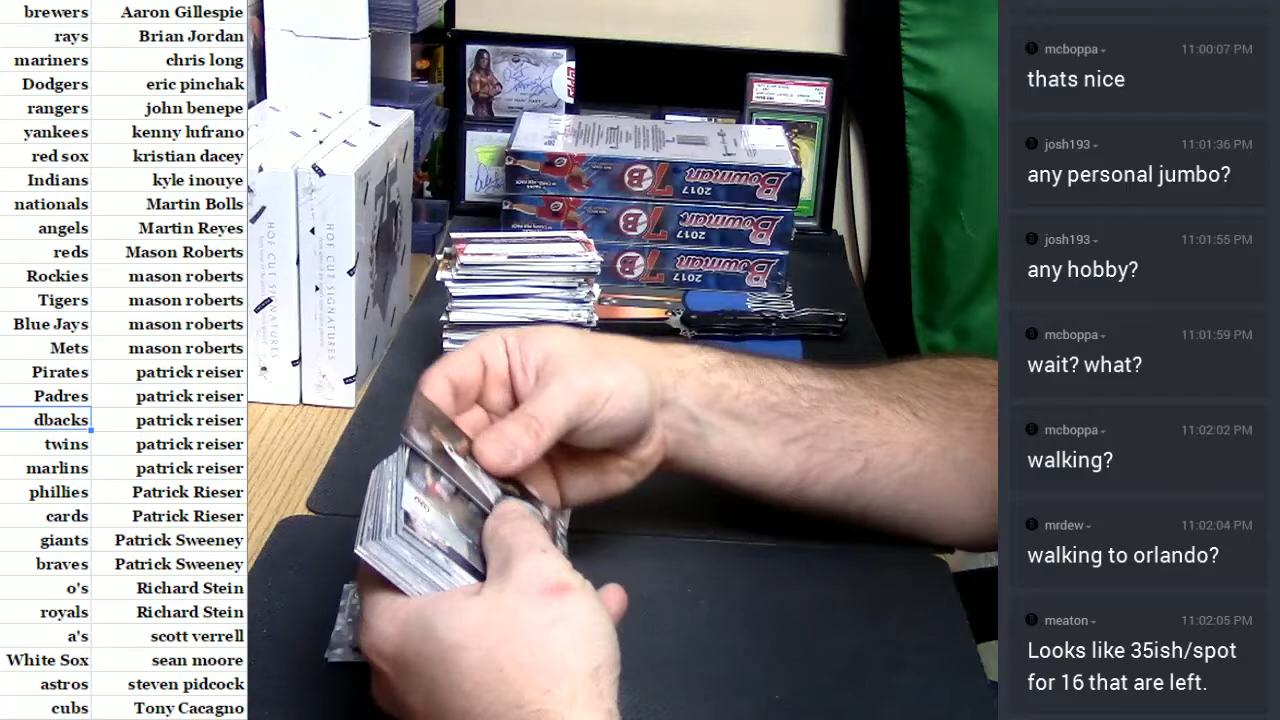 brewers Aaron Gillespie
rays Brian Jordan
mariners chris long
Dodgers eric pinchak
rangers john benepe
yankees kenny lufrano
red sox kristian dacey
Indians kyle inouye
nationals Martin Bolls
angels Martin Reyes
reds Mason Roberts
Rockies mason roberts
Tigers mason roberts
Blue Jays mason roberts
Mets mason roberts
Pirates patrick reiser
Padres patrick reiser
dbacks patrick reiser
twins patrick reiser
marlins patrick reiser
phillies Patrick Rieser
cards Patrick Rieser
giants Patrick Sweeney
braves Patrick Sweeney
o's Richard Stein
royals Richard Stein
a's scott verrell
White Sox sean moore
astros steven pidcock
cubs Tony Cacagno
HOF CUT SIGNATURES
HOF CUT SIGNATURES
Bowman 2017
Bowman 2017
Bowman 2017
mcboppa 11:00:07 PM
thats nice
josh193 11:01:36 PM
any personal jumbo?
josh193 11:01:55 PM
any hobby?
mcboppa 11:01:59 PM
wait? what?
mcboppa 11:02:02 PM
walking?
mrdew 11:02:04 PM
walking to orlando?
meaton 11:02:05 PM
Looks like 35ish/spot
for 16 that are left.